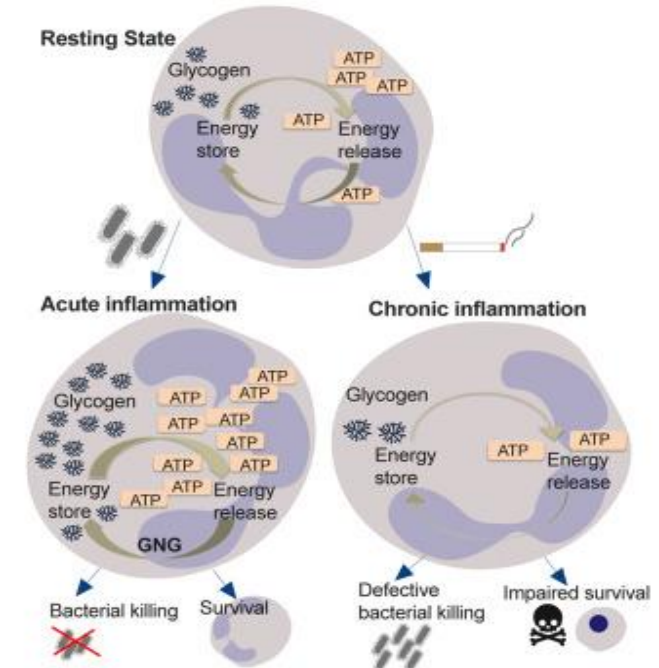 Resting State
Glycogen
ATP
ATP
ATP
ATP
Energy
store
Energy
release
ATP
Acute inflammation
Chronic inflammation
Glycogen
ATP
ATP
ATP
ATP
ATP
ATP
ATP
ATP
ATP
ATP
Energy
store
Energy
release
GNG
Glycogen
ATP
ATP
Energy
store
Energy
release
Bacterial killing
Survival
Defective
bacterial killing
Impaired survival